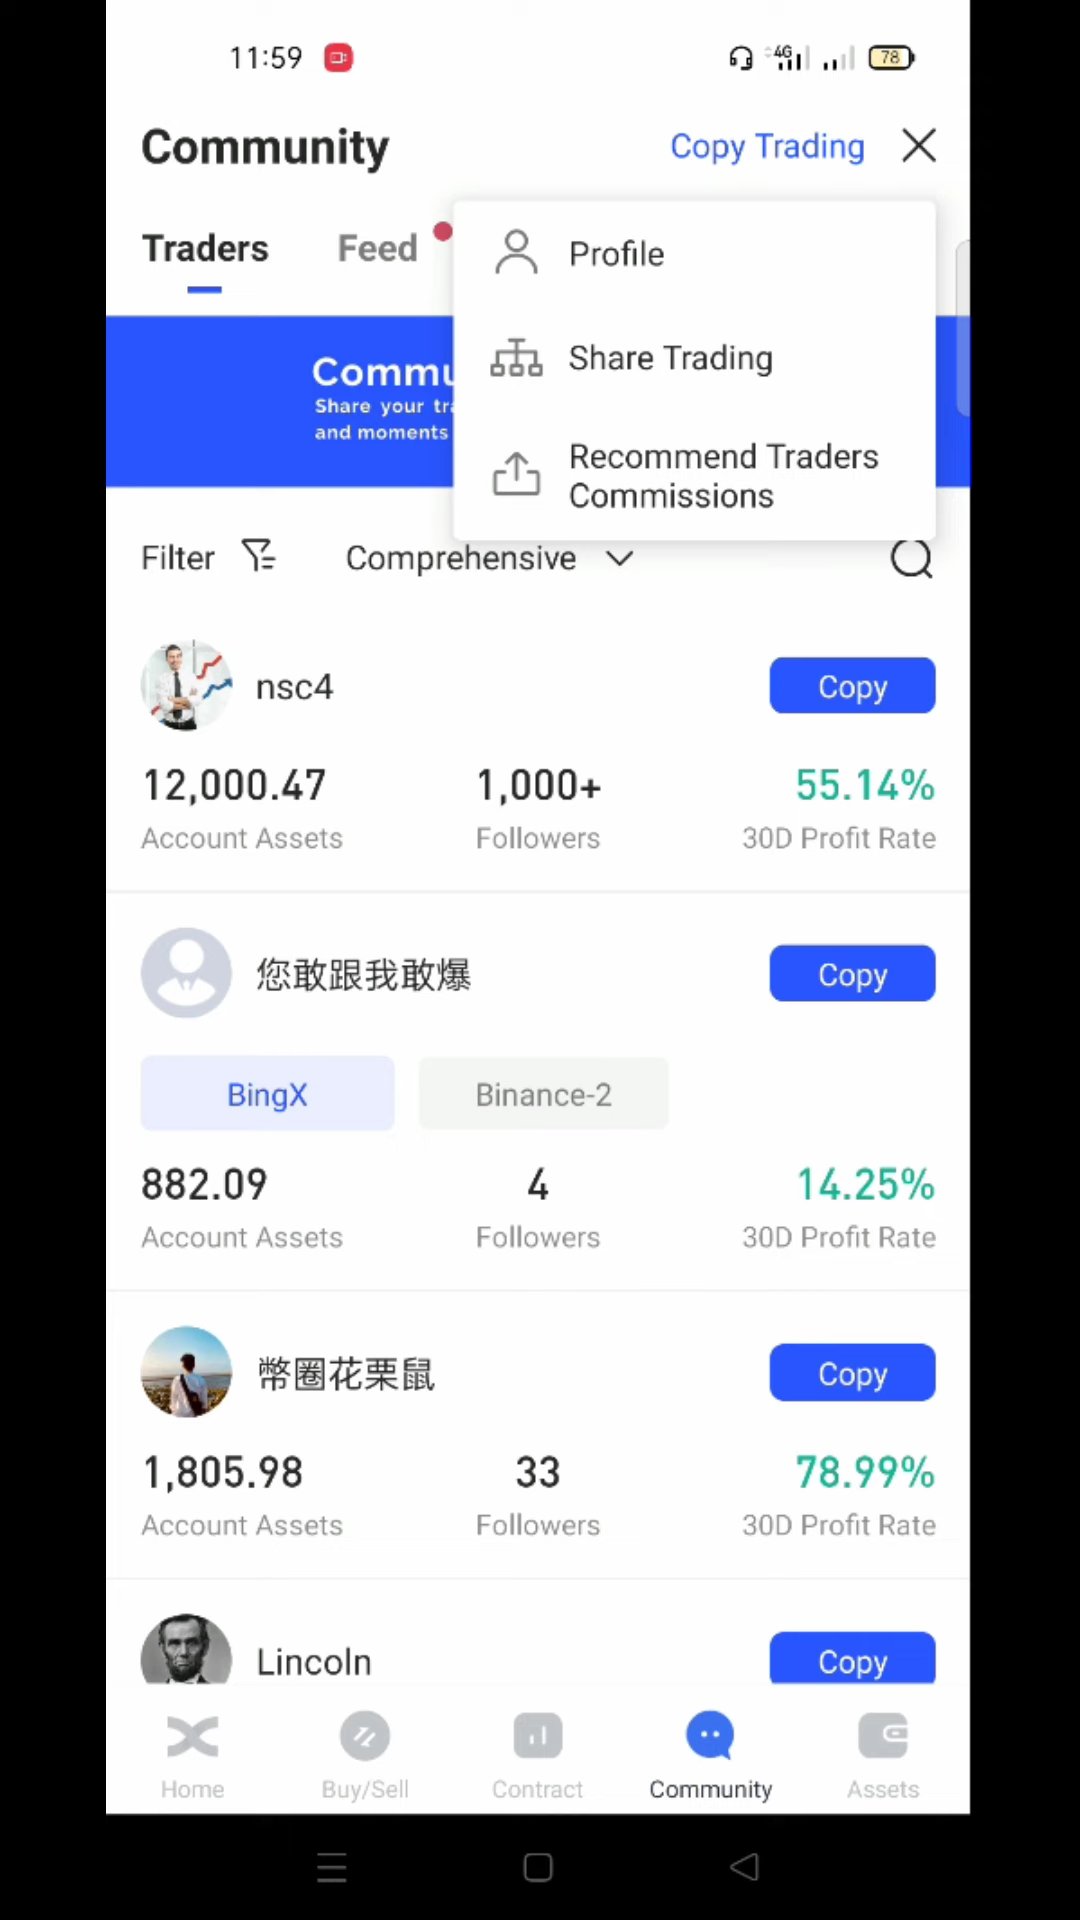 11:59
4G
78
Community
Copy Trading
Traders
Feed
Profile
Share Trading
Recommend Traders
Commissions
Share your
and moments
Filter
Comprehensive
nsc4
Copy
12,000.47
1,000+
55.14%
Account Assets
Followers
30D Profit Rate
您敢跟我敢爆
Copy
BingX
Binance-2
882.09
4
14.25%
Account Assets
Followers
30D Profit Rate
幣圈花栗鼠
Copy
1,805.98
33
78.99%
Account Assets
Followers
30D Profit Rate
Lincoln
Copy
Home
Buy/Sell
Contract
Community
Assets